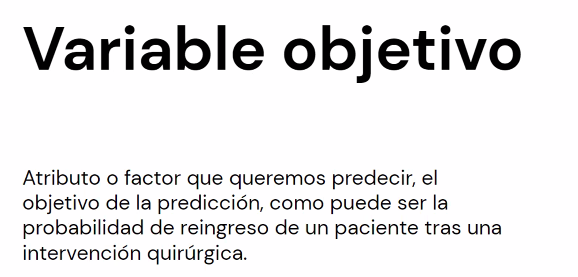 Variable objetivo
Atributo o factor que queremos predecir, el
objetivo de la predicción, como puede ser la
probabilidad de reingreso de un paciente tras una
intervención quirúrgica.